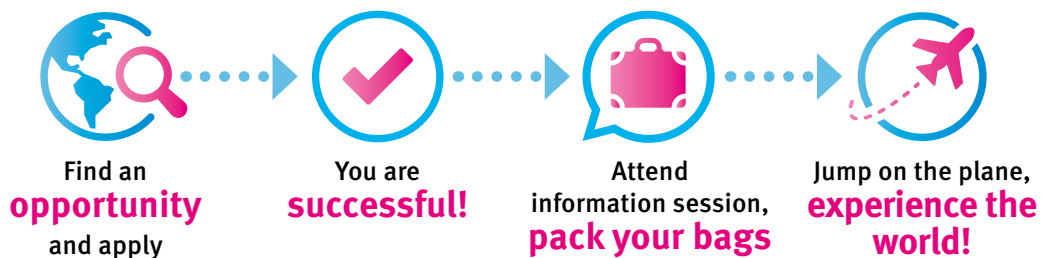 Find an
opportunity
and apply
You are
successful!
Attend
information session,
pack your bags
Jump on the plane,
experience the
world!